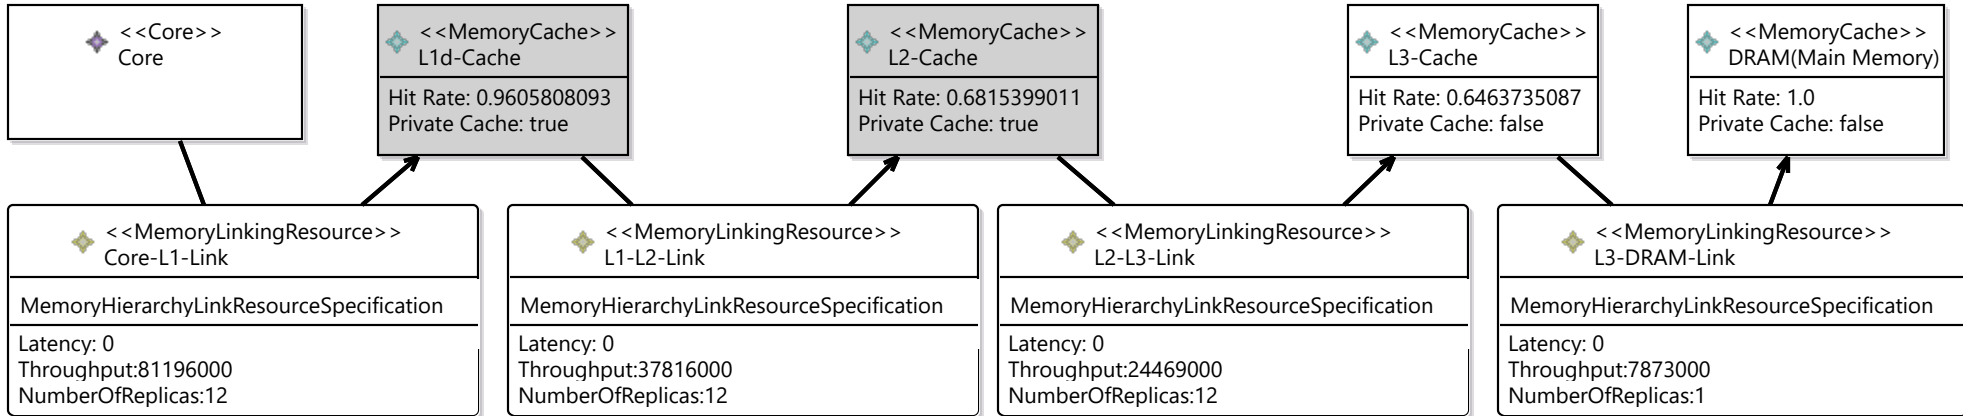 <<Core>>
Core
<<MemoryCache>>
L1d-Cache
Hit Rate: 0.9605808093
Private Cache: true
<<MemoryCache>>
L2-Cache
Hit Rate: 0.6815399011
Private Cache: true
<<MemoryCache>>
L3-Cache
Hit Rate: 0.6463735087
Private Cache: false
<<MemoryCache>>
DRAM(Main Memory)
Hit Rate: 1.0
Private Cache: false
<<MemoryLinkingResource>>
Core-L1-Link
MemoryHierarchyLinkResourceSpecification
Latency: 0
Throughput:81196000
NumberOfReplicas:12
<<MemoryLinkingResource>>
L1-L2-Link
MemoryHierarchyLinkResourceSpecification
Latency: 0
Throughput:37816000
NumberOfReplicas:12
<<MemoryLinkingResource>>
L2-L3-Link
MemoryHierarchyLinkResourceSpecification
Latency: 0
Throughput:24469000
NumberOfReplicas:12
<<MemoryLinkingResource>>
L3-DRAM-Link
MemoryHierarchyLinkResourceSpecification
Latency: 0
Throughput:7873000
NumberOfReplicas:1